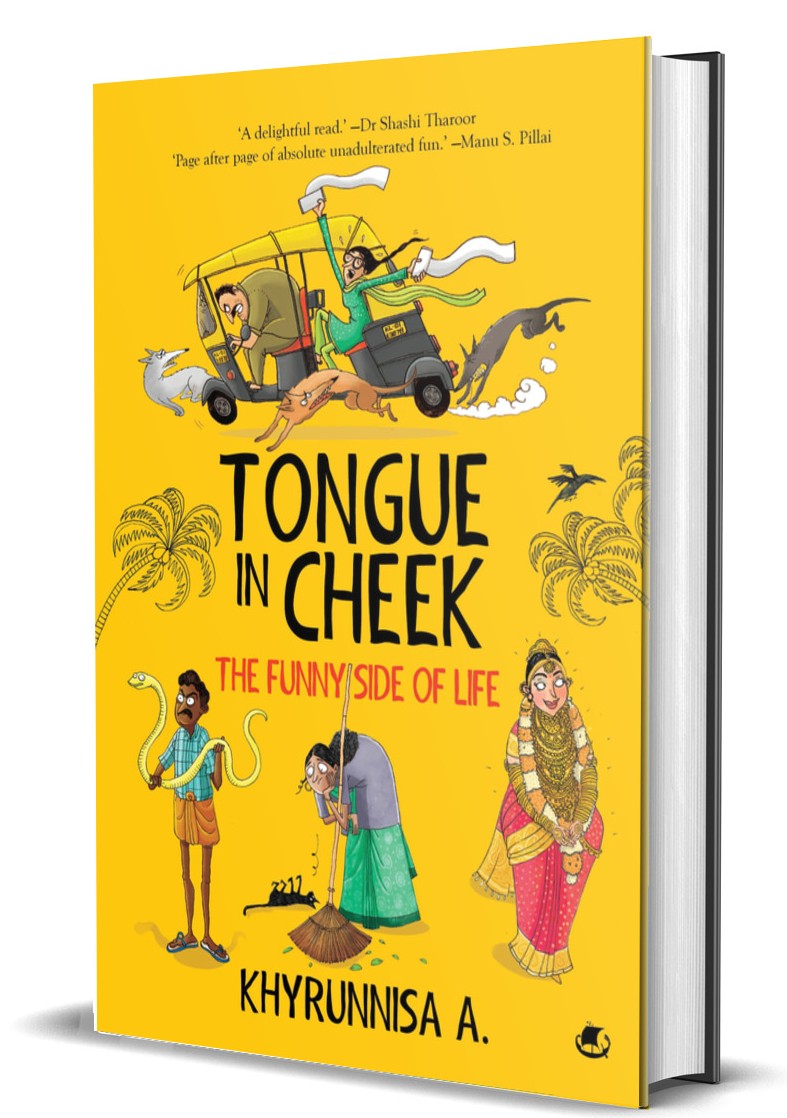 ‘A delightful read.’ —Dr Shashi Tharoor
‘Page after page of absolute unadulterated fun.’ —Manu S. Pillai
TONGUE
IN CHEEK
THE FUNNY SIDE OF LIFE
KHYRUNNISA A.